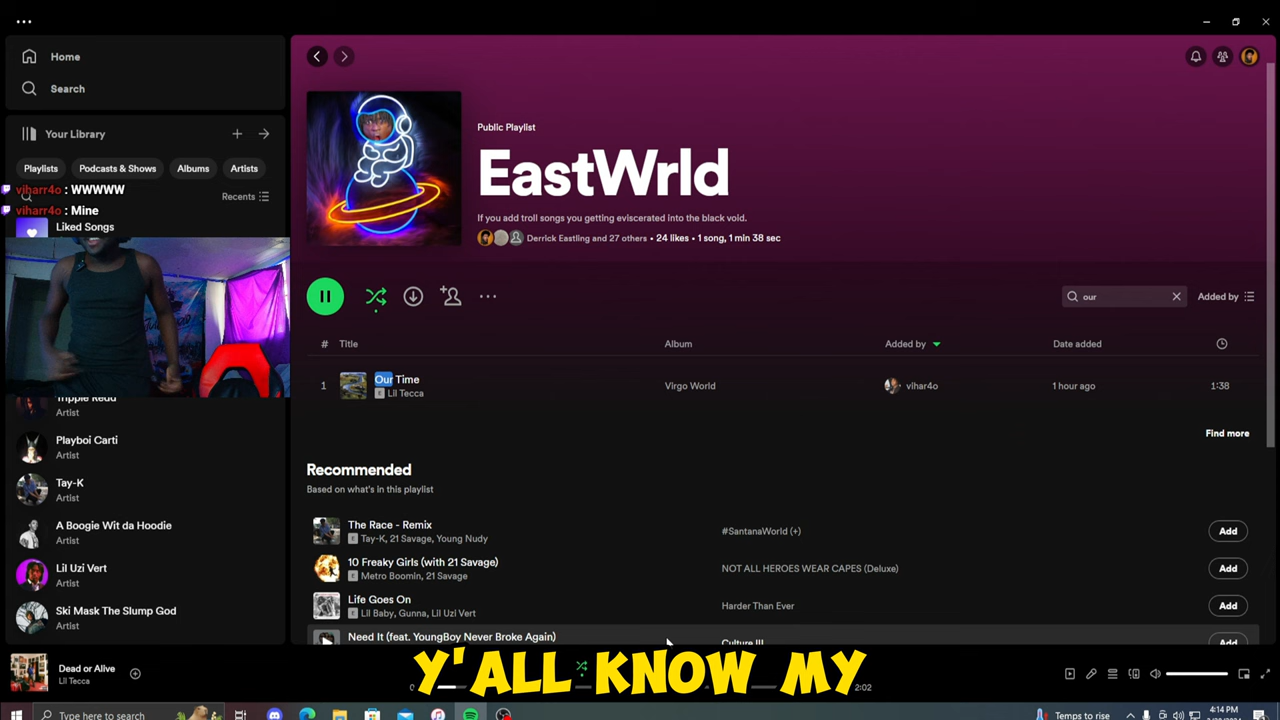 Home
Search
Your Library
Playlists
Podcasts & Shows
Albums
Artists
viharr4o : WWWWW
Recents
viharr4o : Mine
Liked Songs
Trippie Redd
Artist
Playboi Carti
Artist
Tay-K
Artist
A Boogie Wit da Hoodie
Artist
Lil Uzi Vert
Artist
Ski Mask The Slump God
Artist
Public Playlist
EastWrld
If you add troll songs you getting eviscerated into the black void.
Derrick Eastling and 27 others • 24 likes • 1 song, 1 min 38 sec
our
Added by
# Title Album Added by Date added
1 Our Time Virgo World vihar4o 1 hour ago 1:38
E Lil Tecca
Find more
Recommended
Based on what's in this playlist
The Race - Remix #SantanaWorld (+) Add
E Tay-K, 21 Savage, Young Nudy
10 Freaky Girls (with 21 Savage) NOT ALL HEROES WEAR CAPES (Deluxe) Add
E Metro Boomin, 21 Savage
Life Goes On Harder Than Ever Add
E Lil Baby, Gunna, Lil Uzi Vert
Need It (feat. YoungBoy Never Broke Again) Culture III Add
Dead or Alive
Lil Tecca
Y'ALL KNOW MY
2:02
Type here to search
Temps to rise
4:14 PM